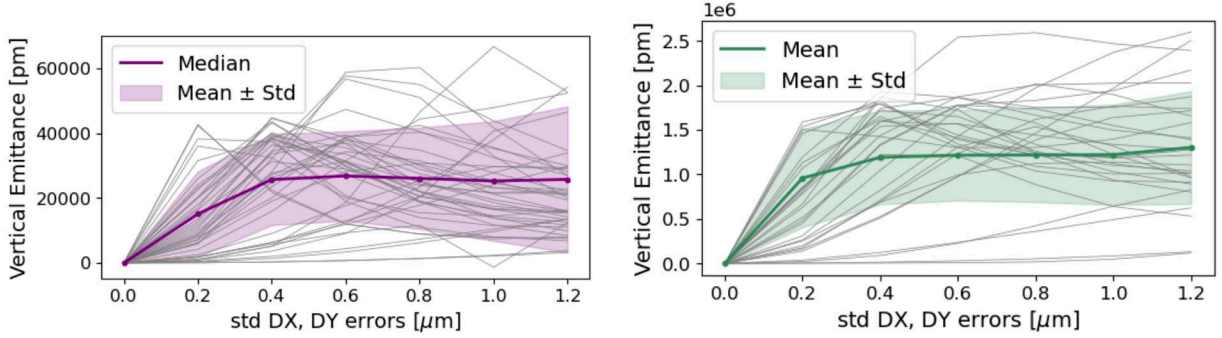 Vertical Emittance [pm]
60000
40000
20000
0
Median
Mean ± Std
0.0 0.2 0.4 0.6 0.8 1.0 1.2
std DX, DY errors [μm]
1e6
Vertical Emittance [pm]
2.5
2.0
1.5
1.0
0.5
0.0
Mean
Mean ± Std
0.0 0.2 0.4 0.6 0.8 1.0 1.2
std DX, DY errors [μm]